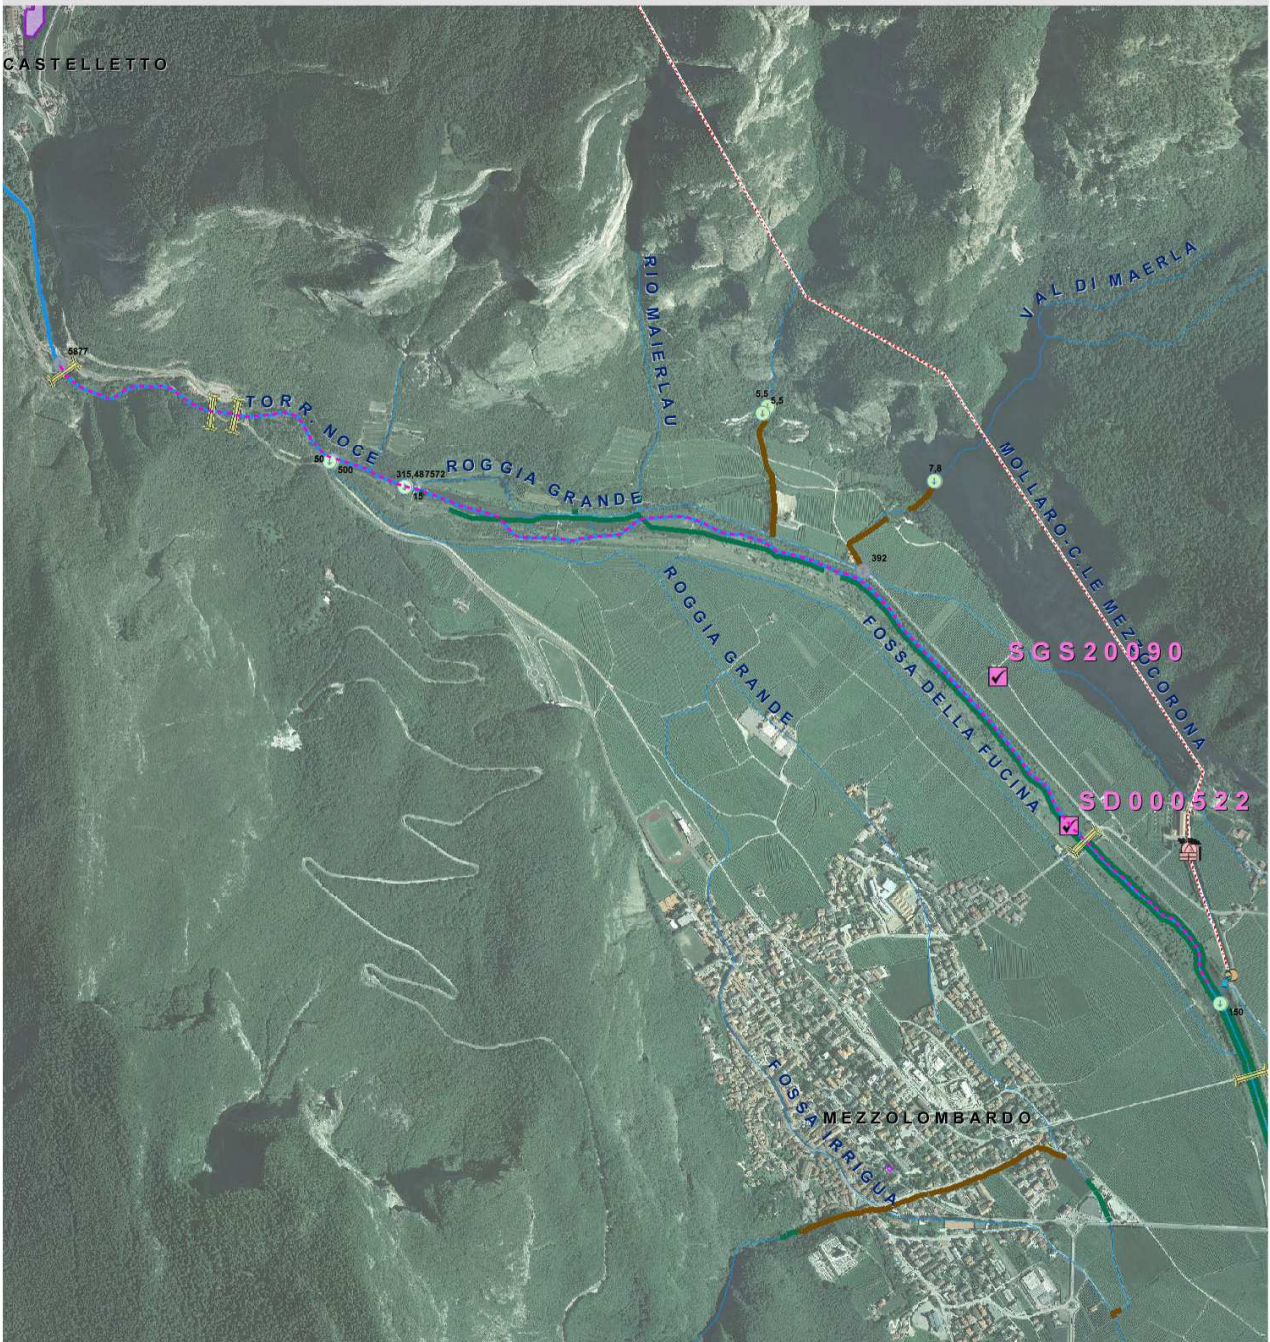 CASTELLETTO
RIO MAIERLAU
VAL DI MAERLA
5877
TORR. NOCE
5,5
5,5
50
500
315,487572
15
ROGGIA GRANDE
7,8
MOLLARO-C.LE MEZZOCORONA
392
ROGGIA GRANDE
FOSSA DELLA FUCINA
SGS20090
SD000522
150
FOSSA IRRIGUA
MEZZOLOMBARDO